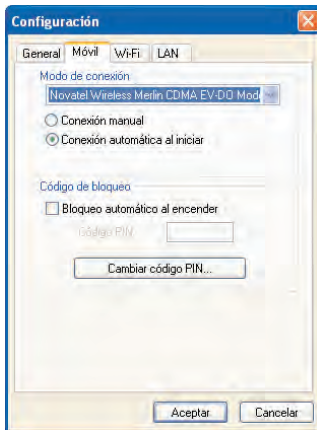 Configuración
General Móvil Wi-Fi LAN
Modo de conexión
Novatel Wireless Merlin CDMA EV-DO Mode
Conexión manual
Conexión automática al iniciar
Código de bloqueo
Bloqueo automático al encender
Código PIN
Cambiar código PIN...
Aceptar Cancelar